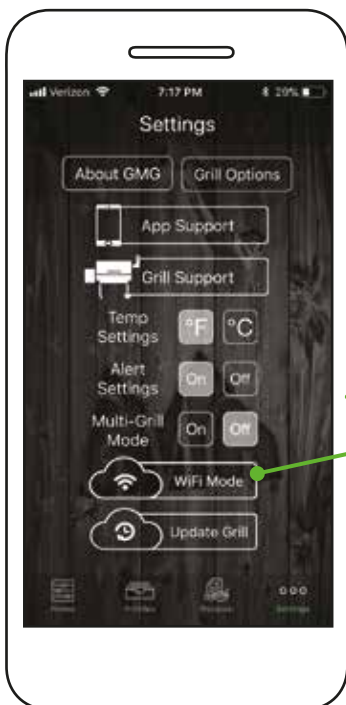 Verizon 7:17 PM 29%
Settings
About GMG Grill Options
App Support
Grill Support
Temp
Settings
°F °C
Alert
Settings
On Off
Multi-Grill
Mode
On Off
WiFi Mode
Update Grill
Settings